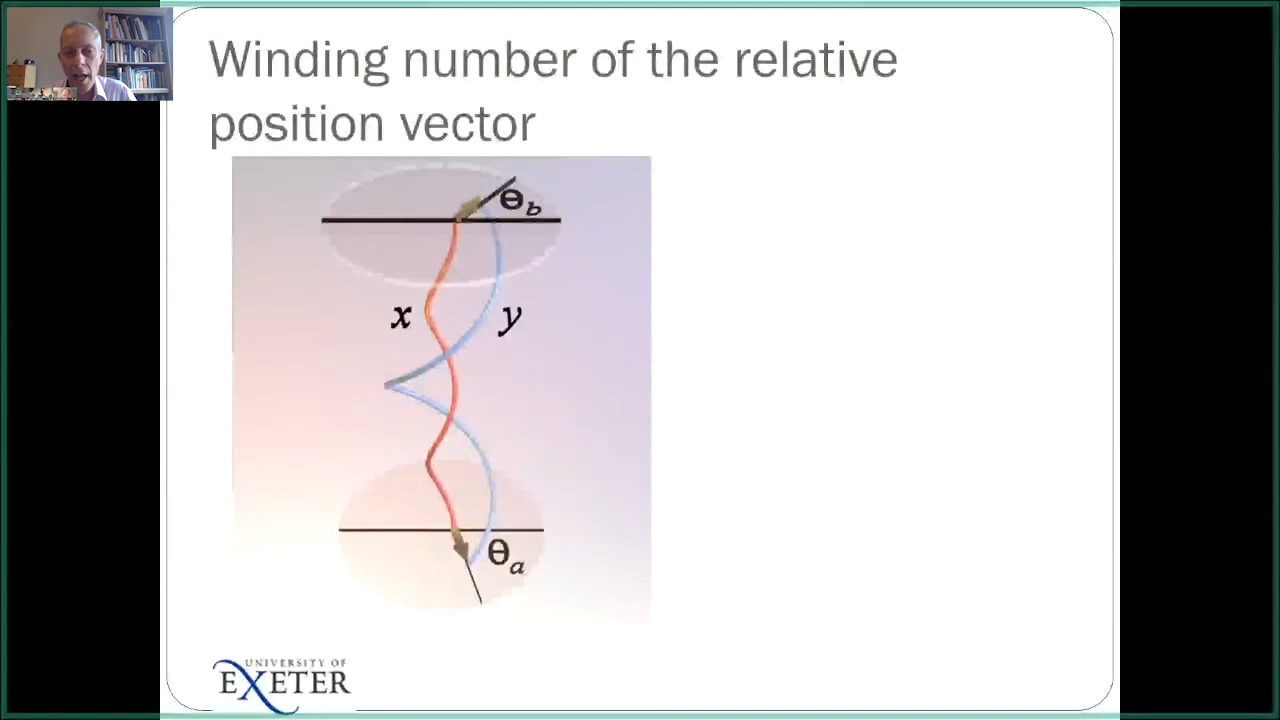 Winding number of the relative
position vector
θb
x
y
θa
UNIVERSITY OF
EXETER